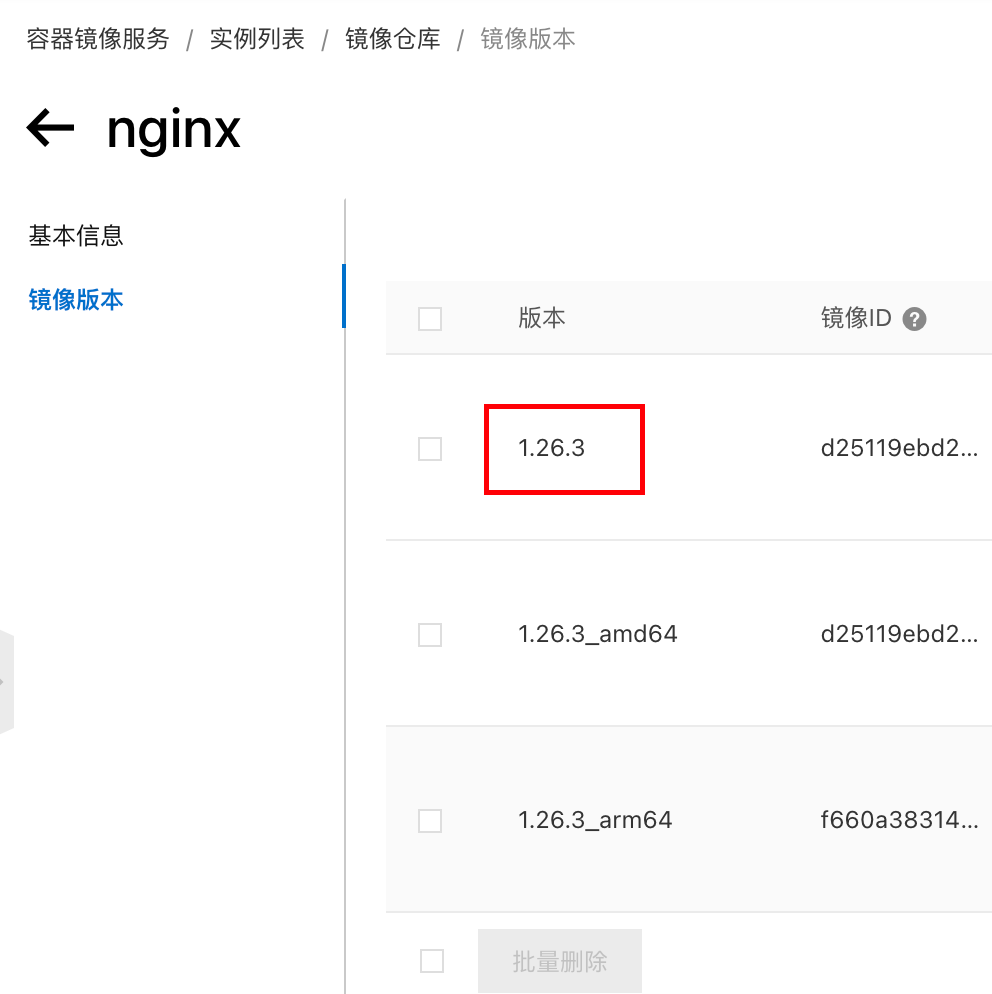 容器镜像服务 / 实例列表 / 镜像仓库 / 镜像版本
nginx
基本信息
镜像版本
版本 镜像ID ?
1.26.3 d25119ebd2...
1.26.3_amd64 d25119ebd2...
1.26.3_arm64 f660a38314...
批量删除